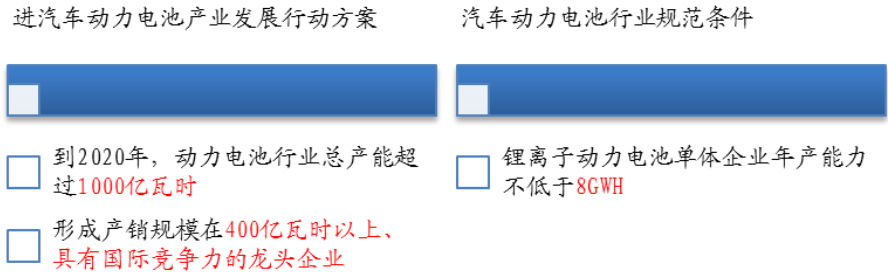 进汽车动力电池产业发展行动方案
汽车动力电池行业规范条件
到2020年，动力电池行业总产能超
过1000亿瓦时
形成产销规模在400亿瓦时以上、
具有国际竞争力的龙头企业
锂离子动力电池单体企业年产能力
不低于8GWH